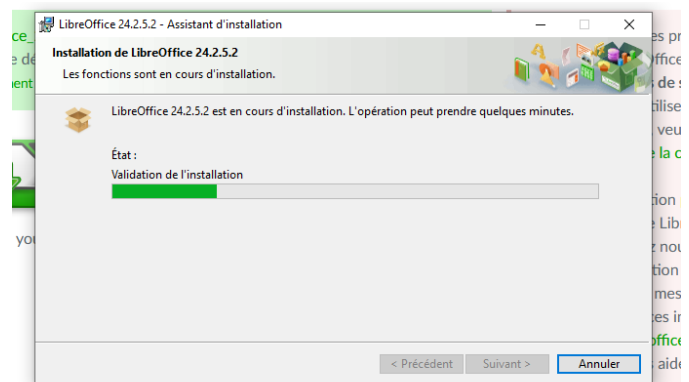 LibreOffice 24.2.5.2 - Assistant d'installation
Installation de LibreOffice 24.2.5.2
Les fonctions sont en cours d'installation.
LibreOffice 24.2.5.2 est en cours d'installation. L'opération peut prendre quelques minutes.
État :
Validation de l'installation
< Précédent
Suivant >
Annuler